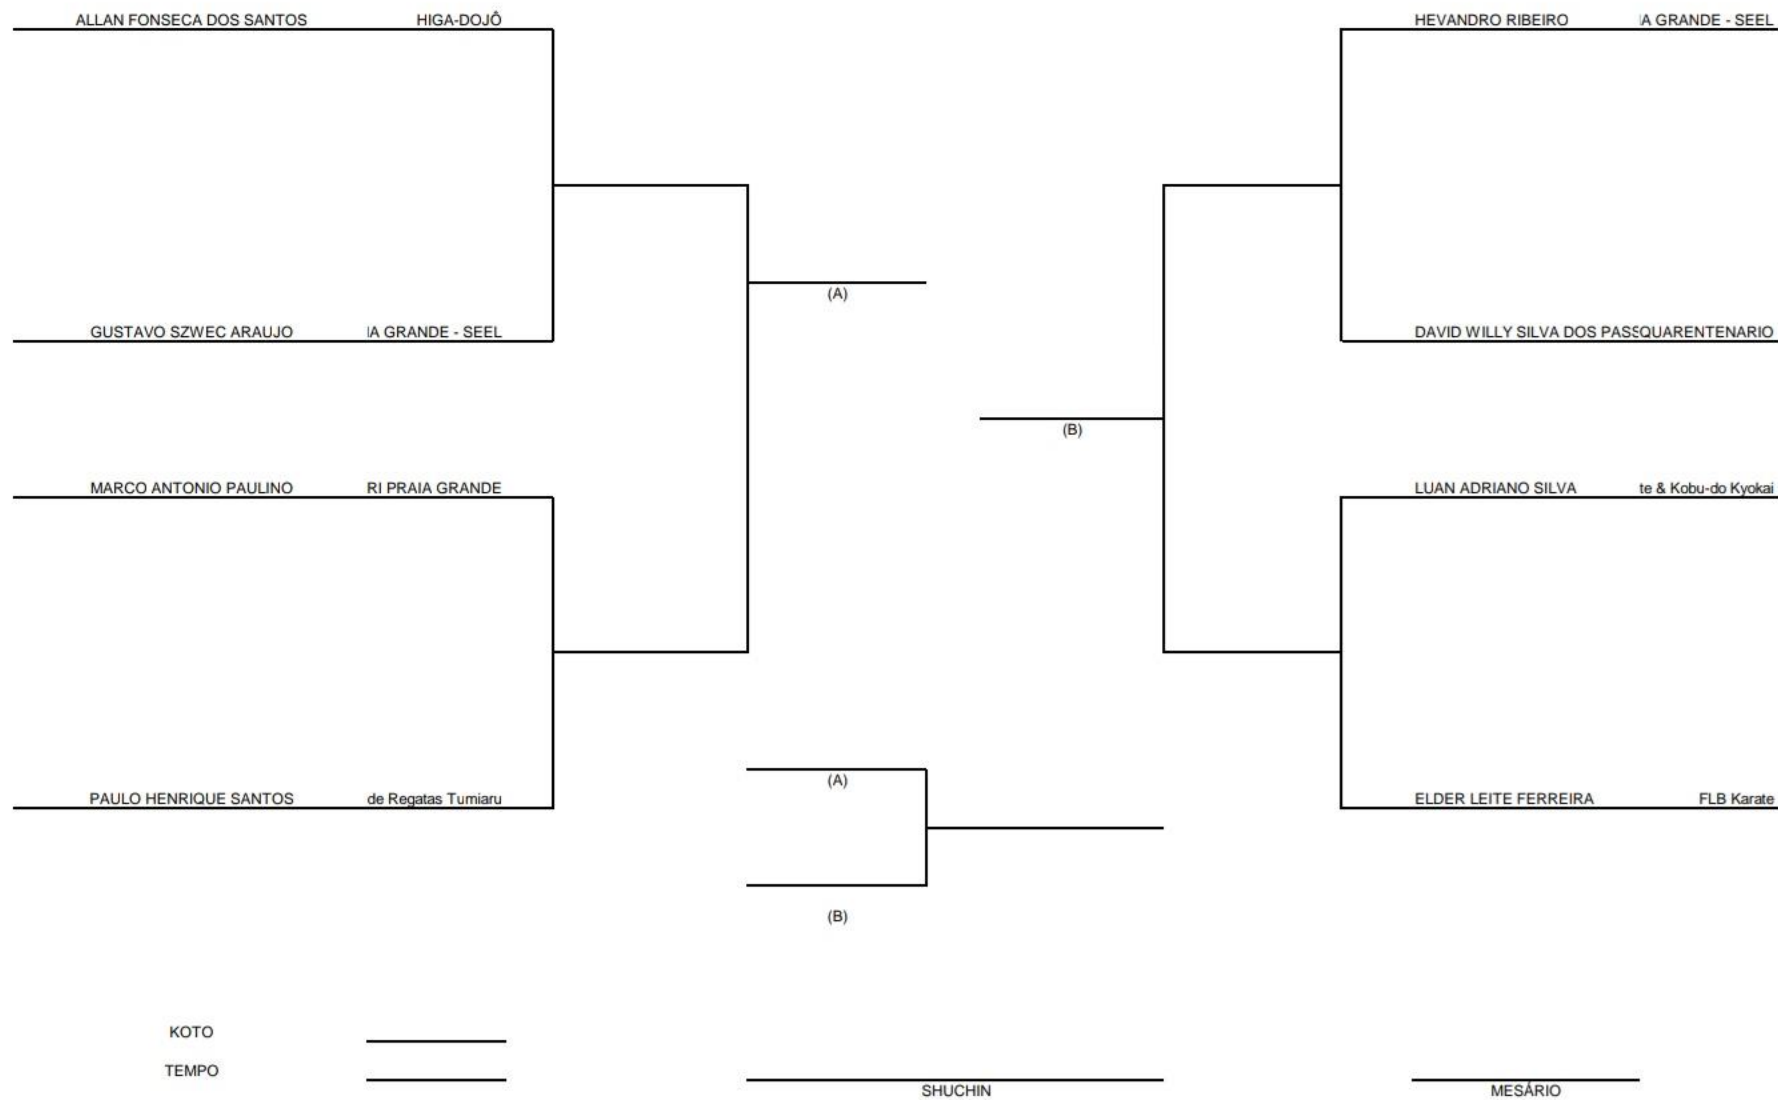 ALLAN FONSECA DOS SANTOS HIGA-DOJÔ
HEVANDRO RIBEIRO IA GRANDE - SEEL
(A)
GUSTAVO SZWEC ARAUJO IA GRANDE - SEEL
DAVID WILLY SILVA DOS PASSQUARENTENARIO
(B)
MARCO ANTONIO PAULINO RI PRAIA GRANDE
LUAN ADRIANO SILVA te & Kobu-do Kyokai
(A)
PAULO HENRIQUE SANTOS de Regatas Tumiaru
ELDER LEITE FERREIRA FLB Karate
(B)
KOTO
TEMPO
SHUCHIN
MESÁRIO